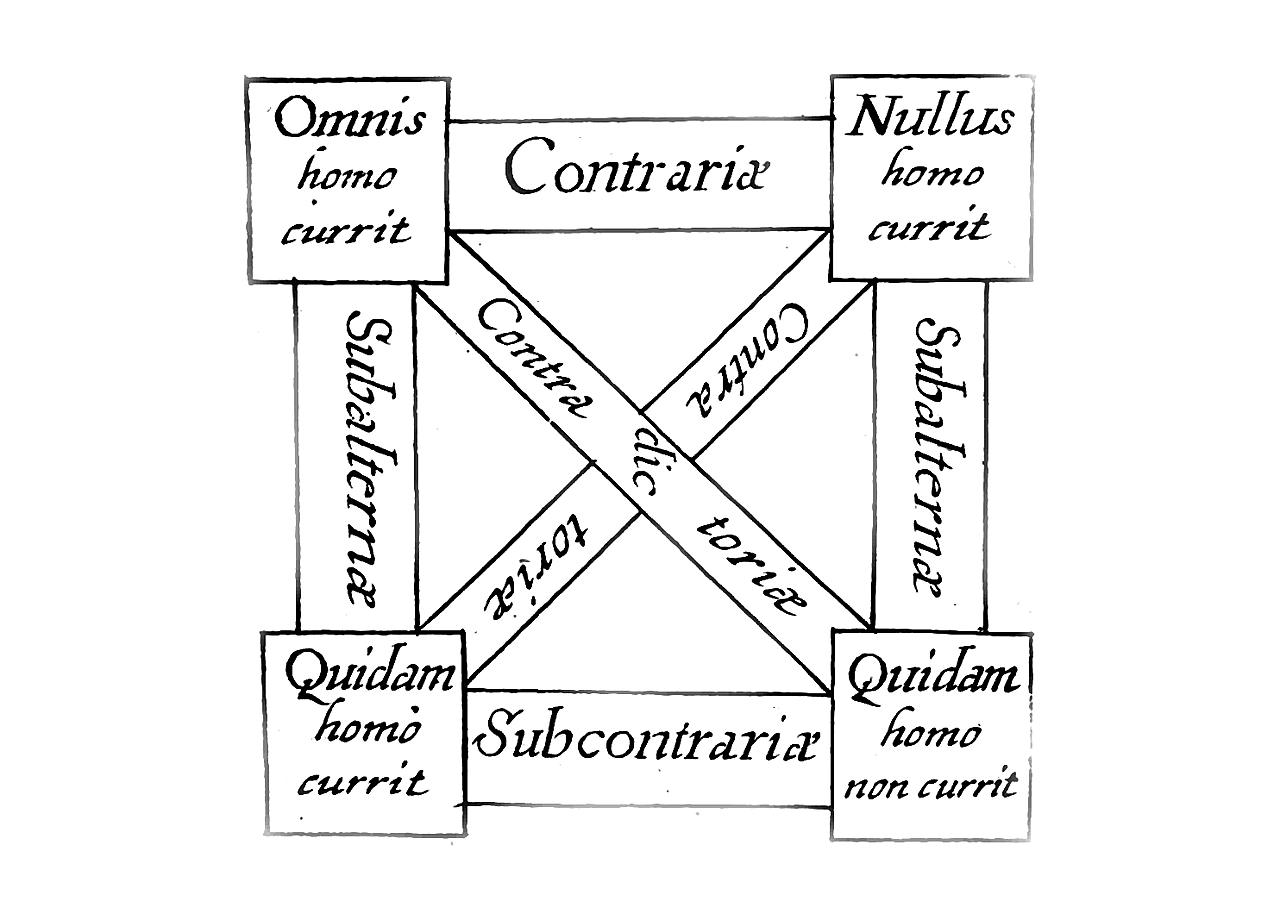 Omnis
homo
currit
Contrariæ
Nullus
homo
currit
Subalternæ
Contra
dic
toriæ
Contra
toriæ
Subalternæ
Quidam
homo
currit
Subcontrariæ
Quidam
homo
non currit